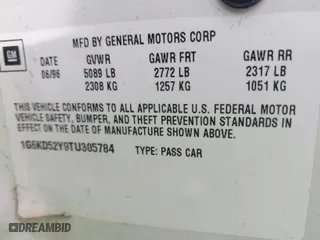 MFD BY GENERAL MOTORS CORP
GM
DATE GVWR GAWR FRT GAWR RR
06/96 5089 LB 2772 LB 2317 LB
2308 KG 1257 KG 1051 KG
THIS VEHICLE CONFORMS TO ALL APPLICABLE U.S. FEDERAL MOTOR
VEHICLE SAFETY, BUMPER, AND THEFT PREVENTION STANDARDS IN
EFFECT ON THE DATE OF MANUFACTURE SHOWN ABOVE.
1G6KD52Y9TU305784 TYPE: PASS CAR
DREAMBID